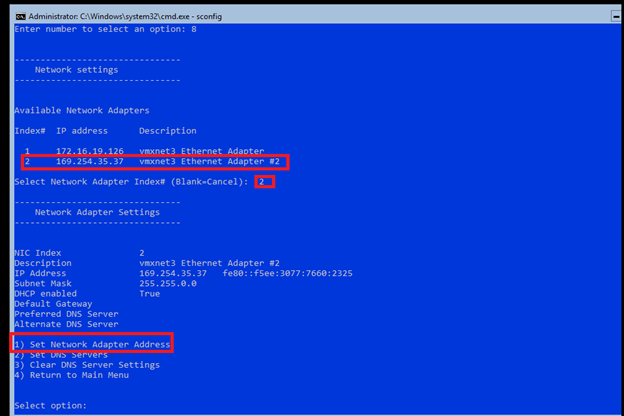 Administrator: C:\Windows\system32\cmd.exe - sconfig
Enter number to select an option: 8
--------------------------------
Network settings
--------------------------------
Available Network Adapters
Index# IP address Description
1 172.16.19.126 vmxnet3 Ethernet Adapter
2 169.254.35.37 vmxnet3 Ethernet Adapter #2
Select Network Adapter Index# (Blank=Cancel): 2
--------------------------------
Network Adapter Settings
--------------------------------
NIC Index 2
Description vmxnet3 Ethernet Adapter #2
IP Address 169.254.35.37 fe80::f5ee:3077:7660:2325
Subnet Mask 255.255.0.0
DHCP enabled True
Default Gateway
Preferred DNS Server
Alternate DNS Server
1) Set Network Adapter Address
2) Set DNS Servers
3) Clear DNS Server Settings
4) Return to Main Menu
Select option: